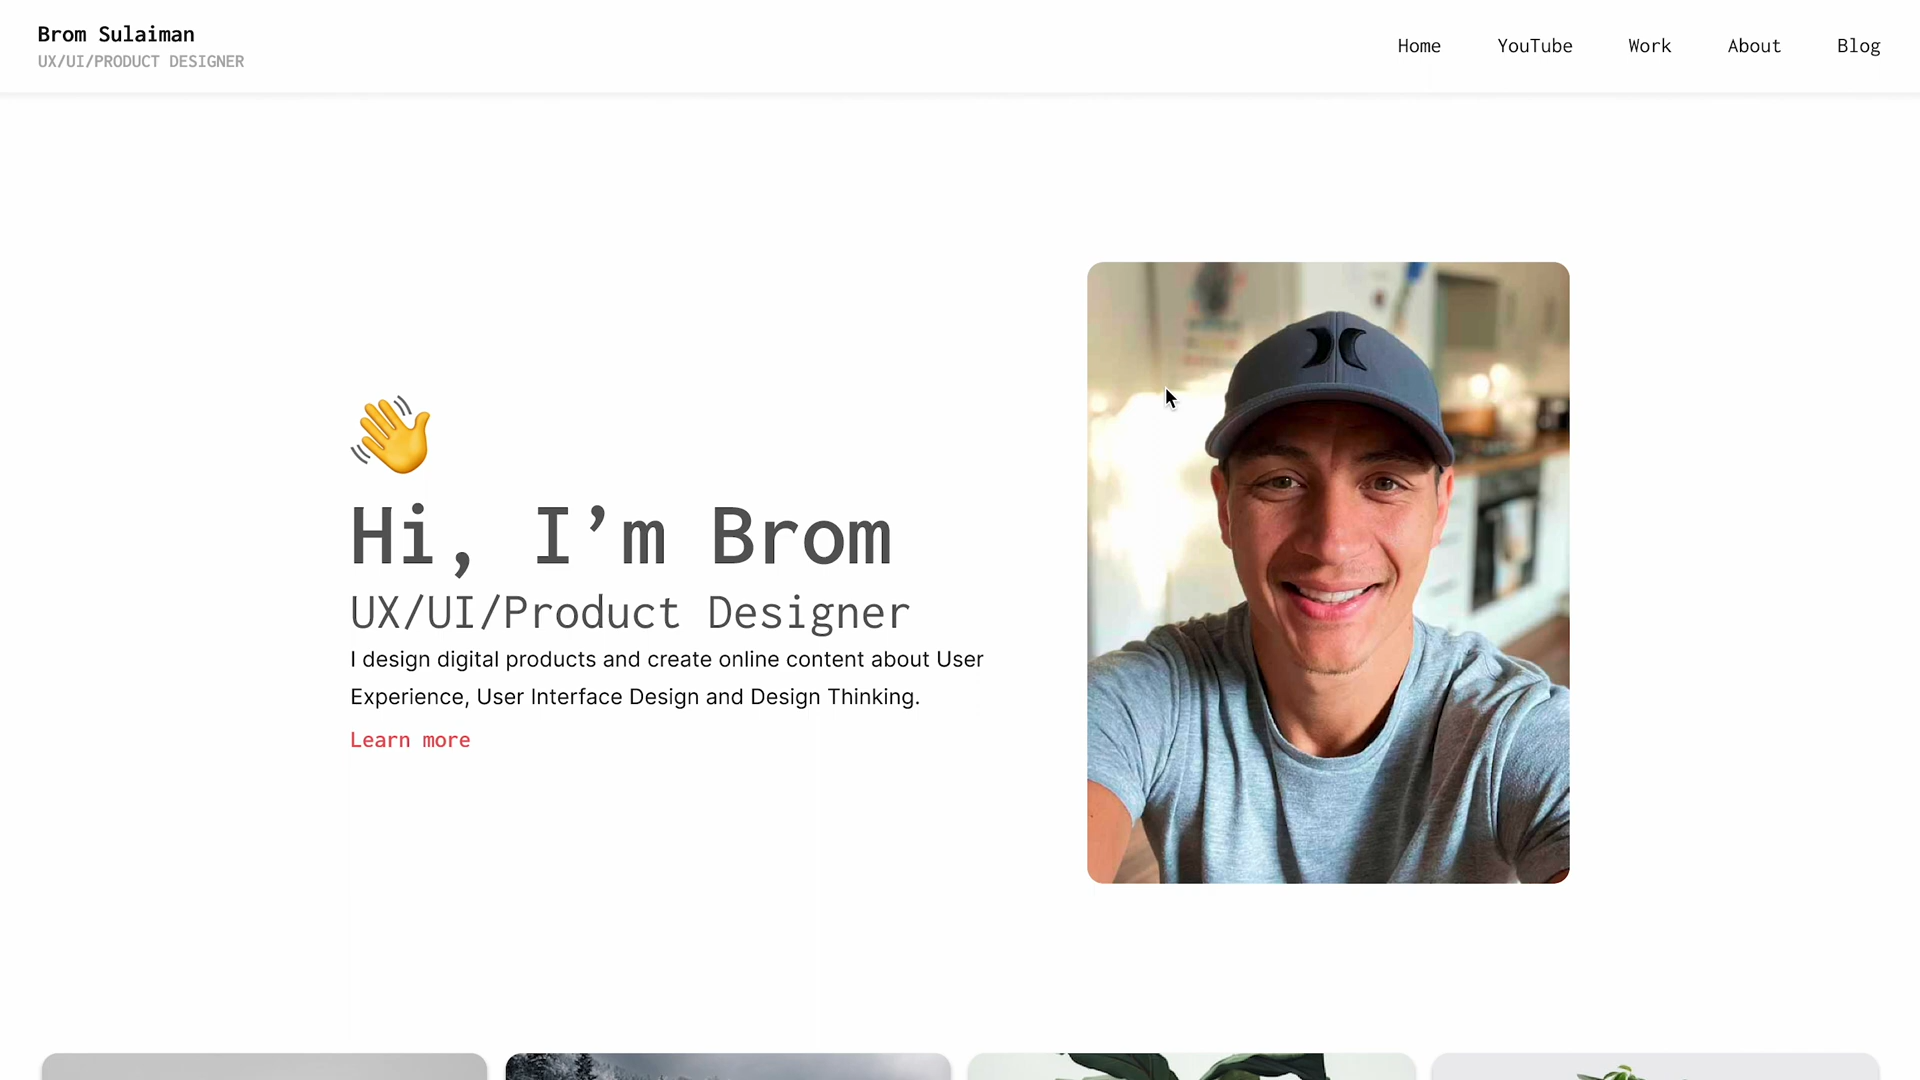 Brom Sulaiman
UX/UI/PRODUCT DESIGNER
Home
YouTube
Work
About
Blog
Hi, I’m Brom
UX/UI/Product Designer
I design digital products and create online content about User
Experience, User Interface Design and Design Thinking.
Learn more